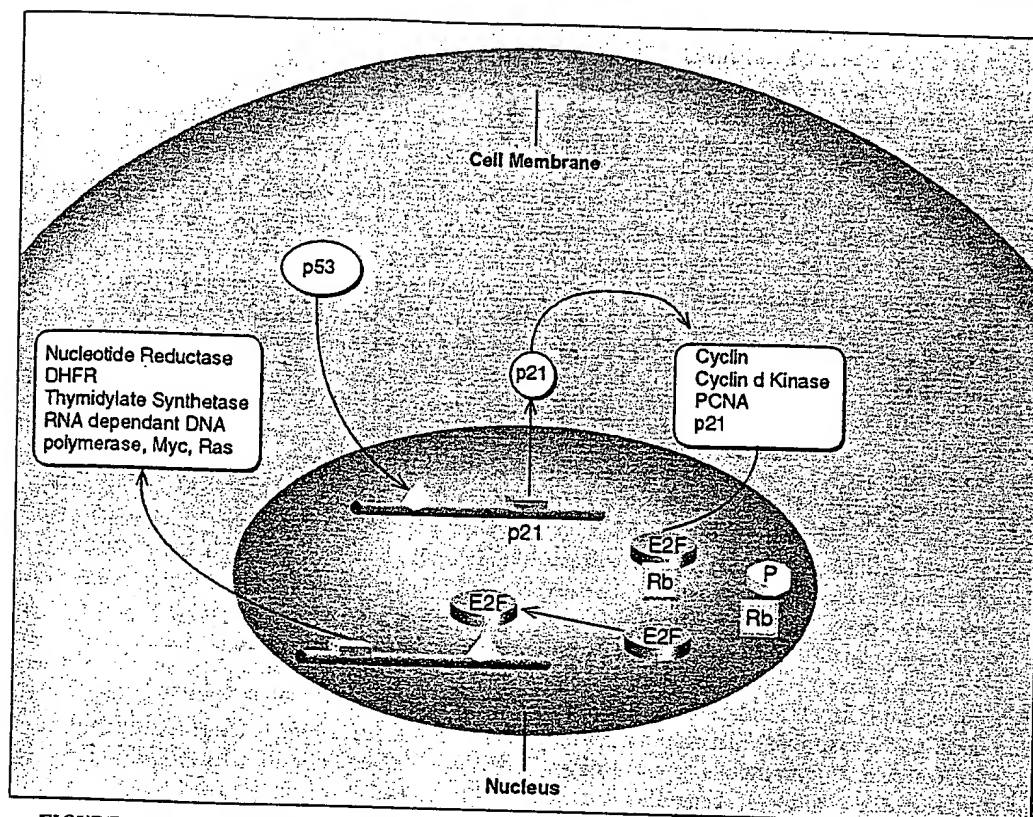 Cell Membrane
p53
p21
Nucleotide Reductase
DHFR
Thymidylate Synthetase
RNA dependant DNA
polymerase, Myc, Ras
Cyclin
Cyclin d Kinase
PCNA
p21
p21
E2F
Rb
P
Rb
E2F
E2F
Nucleus